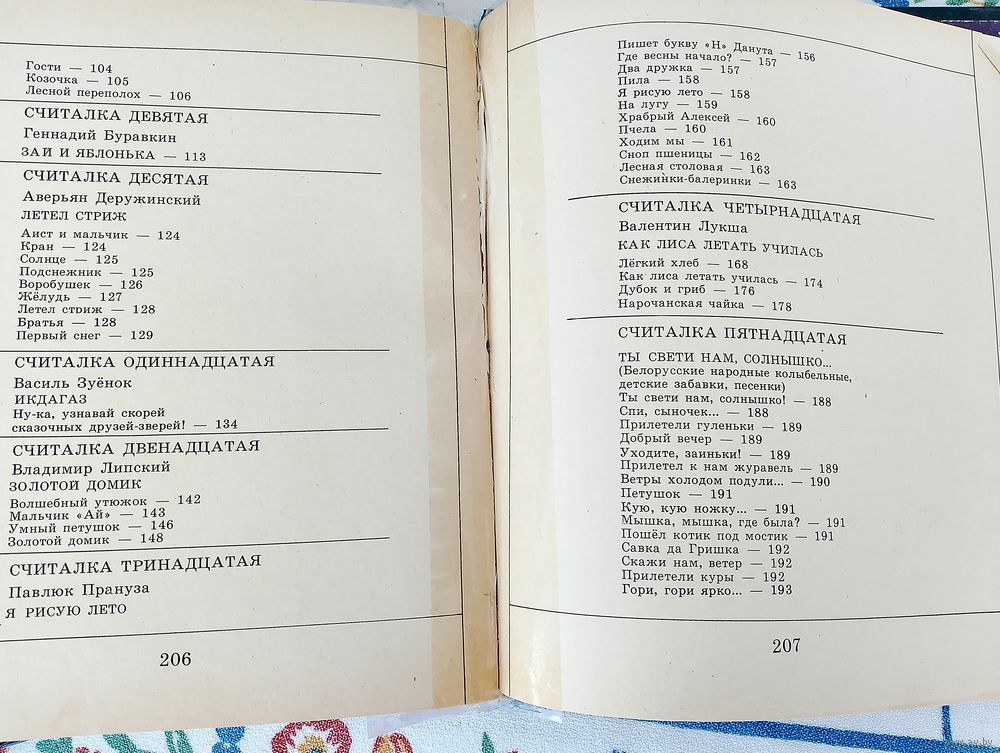 Гости — 104
Козочка — 105
Лесной переполох — 106
СЧИТАЛКА ДЕВЯТАЯ
Геннадий Буравкин
ЗАИ И ЯБЛОНЬКА — 113
СЧИТАЛКА ДЕСЯТАЯ
Аверьян Деружинский
ЛЕТЕЛ СТРИЖ
Аист и мальчик — 124
Кран — 124
Солнце — 125
Подснежник — 125
Воробушек — 126
Жёлудь — 127
Летел стриж — 128
Братья — 128
Первый снег — 129
СЧИТАЛКА ОДИННАДЦАТАЯ
Василь Зуёнок
ИКДАГАЗ
Ну-ка, узнавай скорей
сказочных друзей-зверей! — 134
СЧИТАЛКА ДВЕНАДЦАТАЯ
Владимир Липский
ЗОЛОТОЙ ДОМИК
Волшебный утюжок — 142
Мальчик «Ай» — 143
Умный петушок — 146
Золотой домик — 148
СЧИТАЛКА ТРИНАДЦАТАЯ
Павлюк Прануза
Я РИСУЮ ЛЕТО
206
Пишет букву «Н» Данута — 156
Где весны начало? — 157
Два дружка — 157
Пила — 158
Я рисую лето — 158
На лугу — 159
Храбрый Алексей — 160
Пчела — 160
Ходим мы — 161
Сноп пшеницы — 162
Лесная столовая — 163
Снежинки-балеринки — 163
СЧИТАЛКА ЧЕТЫРНАДЦАТАЯ
Валентин Лукша
КАК ЛИСА ЛЕТАТЬ УЧИЛАСЬ
Лёгкий хлеб — 168
Как лиса летать училась — 174
Дубок и гриб — 176
Нарочанская чайка — 178
СЧИТАЛКА ПЯТНАДЦАТАЯ
ТЫ СВЕТИ НАМ, СОЛНЫШКО...
(Белорусские народные колыбельные,
детские забавки, песенки)
Ты свети нам, солнышко! — 188
Спи, сыночек... — 188
Прилетели гуленьки — 189
Добрый вечер — 189
Уходите, заиньки! — 189
Прилетел к нам журавель — 189
Ветры холодом подули... — 190
Петушок — 191
Кую, кую ножку... — 191
Мышка, мышка, где была? — 191
Пошёл котик под мостик — 191
Савка да Гришка — 192
Скажи нам, ветер — 192
Прилетели куры — 192
Гори, гори ярко... — 193
207